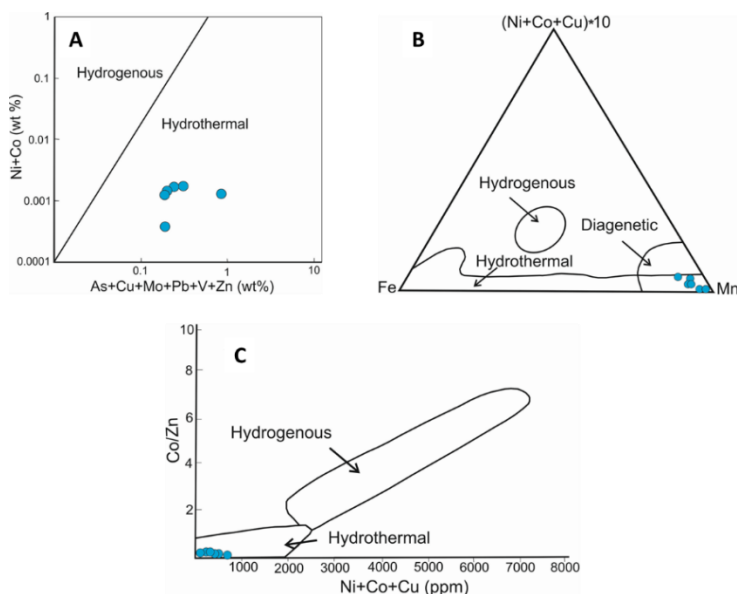 A
Hydrogenous
Hydrothermal
Ni+Co (wt %)
1
0.1
0.01
0.001
0.0001
0.1
1
10
As+Cu+Mo+Pb+V+Zn (wt%)
B
(Ni+Co+Cu)*10
Hydrogenous
Diagenetic
Hydrothermal
Fe
Mn
C
Co/Zn
10
8
6
4
2
Hydrogenous
Hydrothermal
1000
2000
3000
4000
5000
6000
7000
8000
Ni+Co+Cu (ppm)